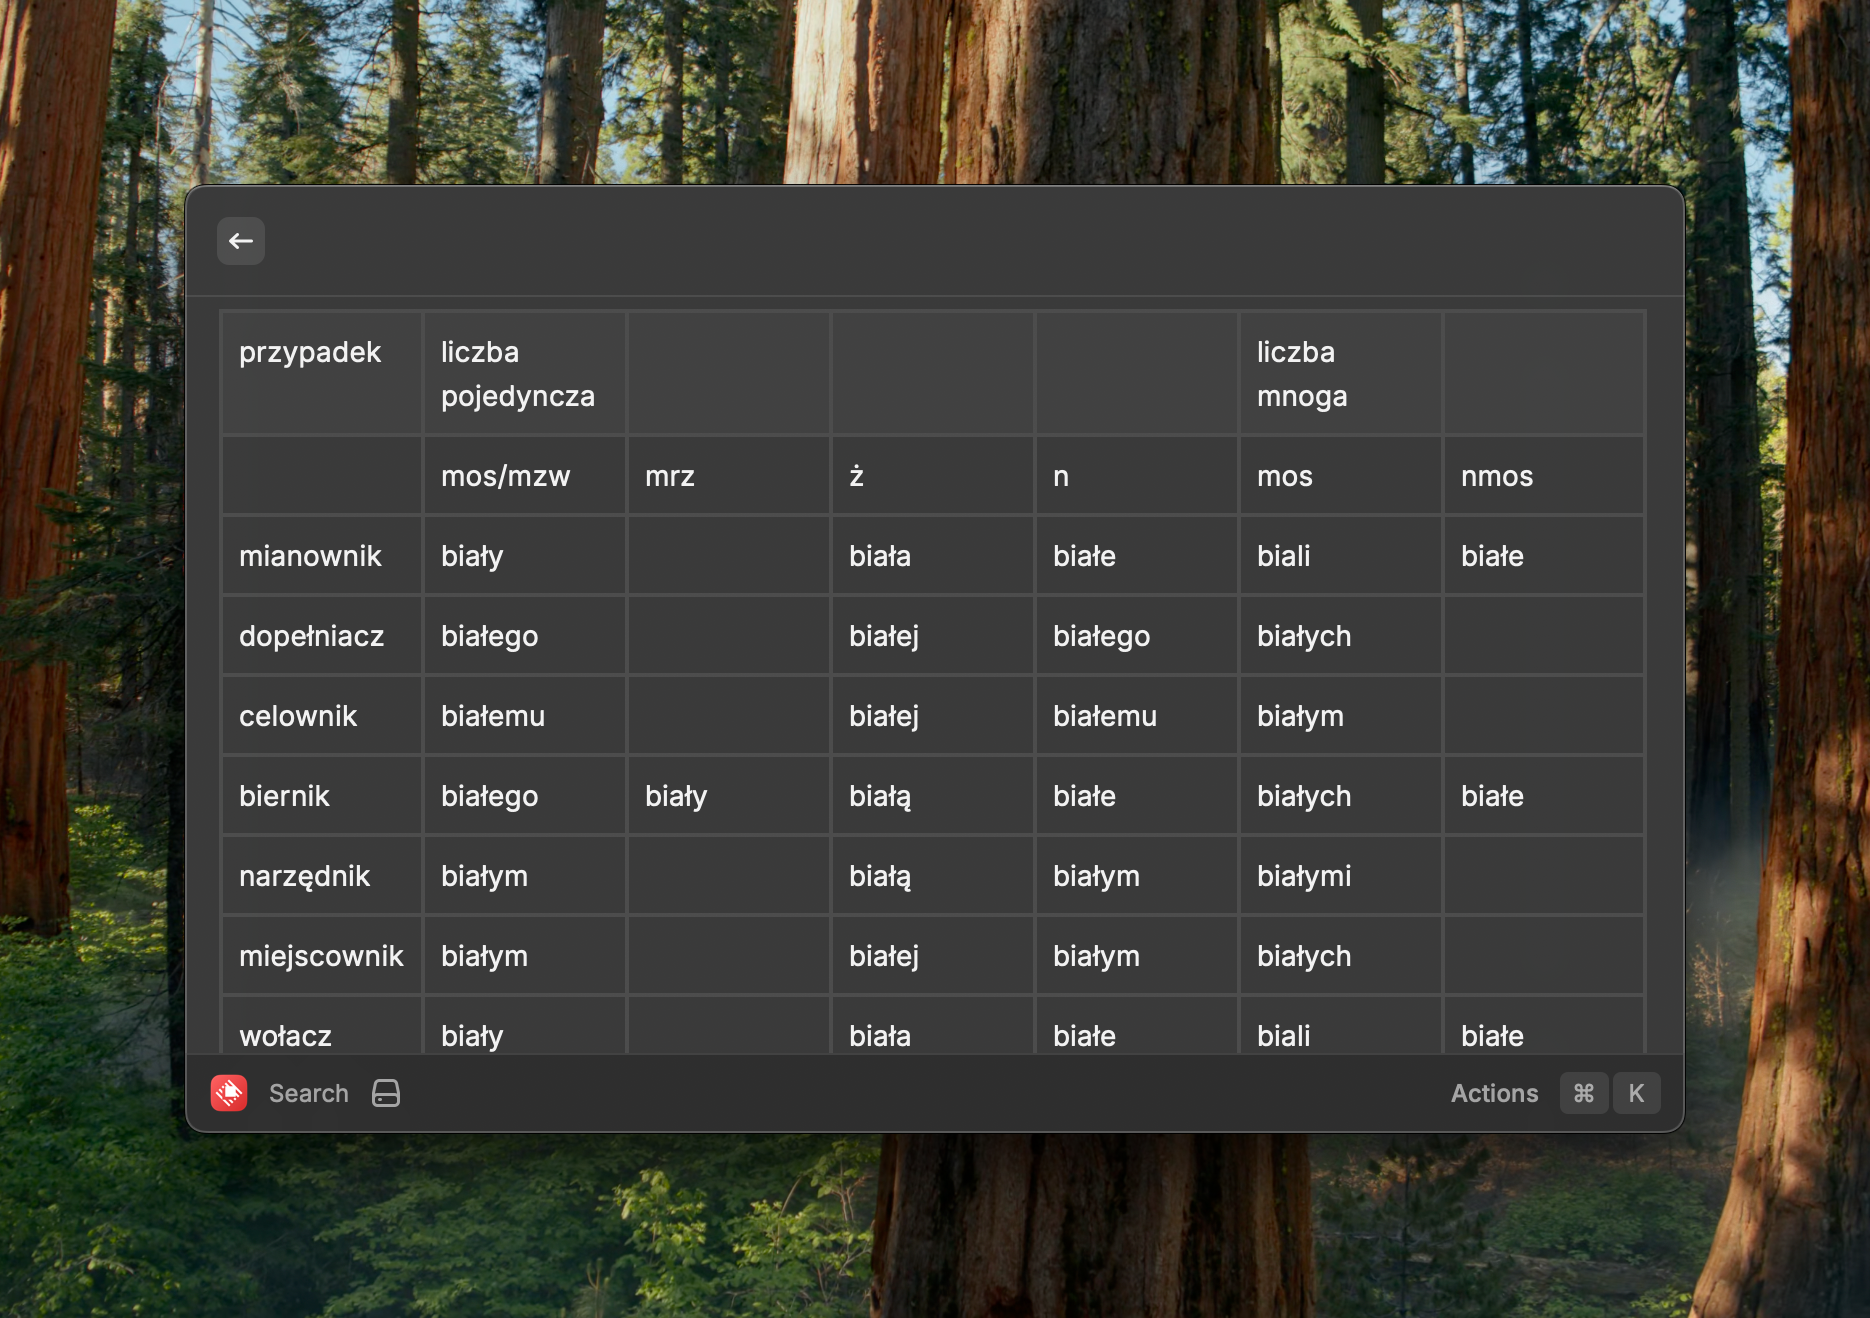 przypadek liczba pojedyncza liczba mnoga
mos/mzw mrz ż n mos nmos
mianownik biały biała białe biali białe
dopełniacz białego białej białego białych
celownik białemu białej białemu białym
biernik białego biały białą białe białych białe
narzędnik białym białą białym białymi
miejscownik białym białej białym białych
wołacz biały biała białe biali białe
Search Actions ⌘ K